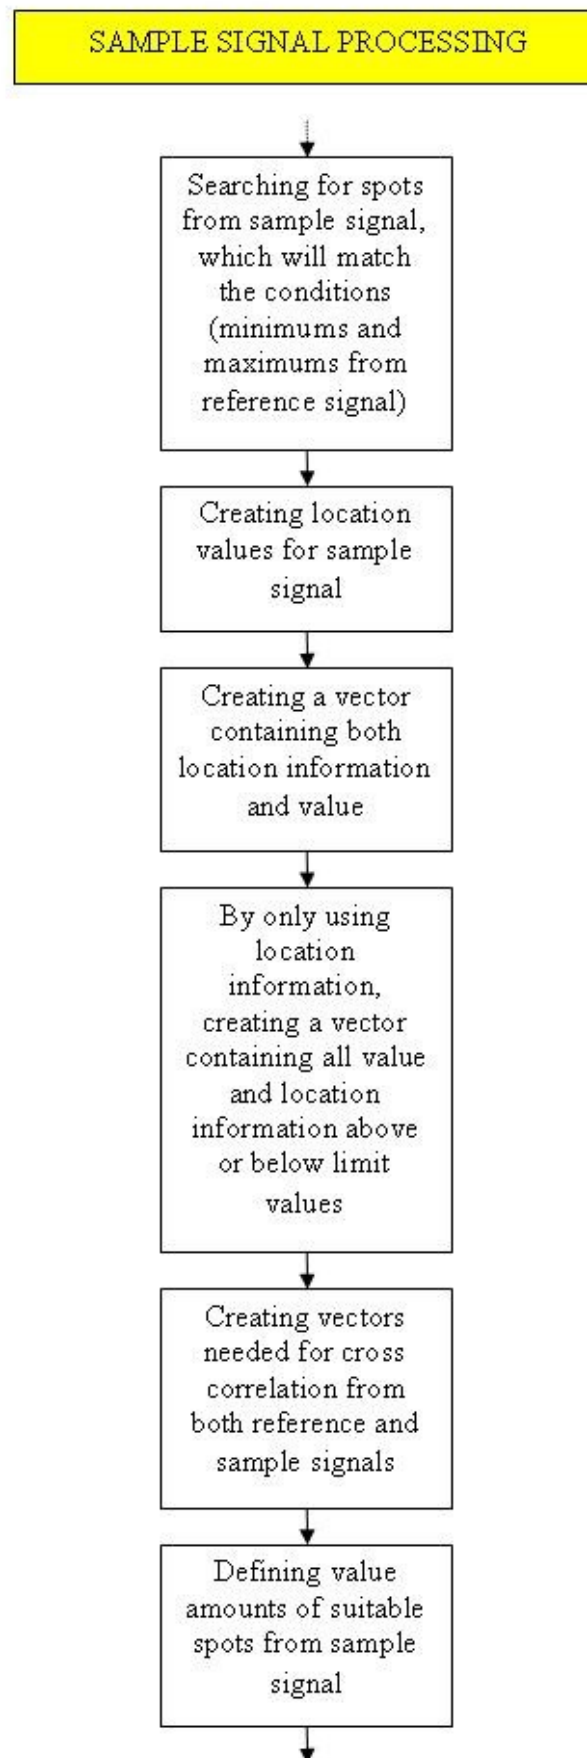 SAMPLE SIGNAL PROCESSING
Searching for spots
from sample signal,
which will match
the conditions
(minimums and
maximums from
reference signal)
Creating location
values for sample
signal
Creating a vector
containing both
location information
and value
By only using
location
information,
creating a vector
containing all value
and location
information above
or below limit
values
Creating vectors
needed for cross
correlation from
both reference and
sample signals
Defining value
amounts of suitable
spots from sample
signal